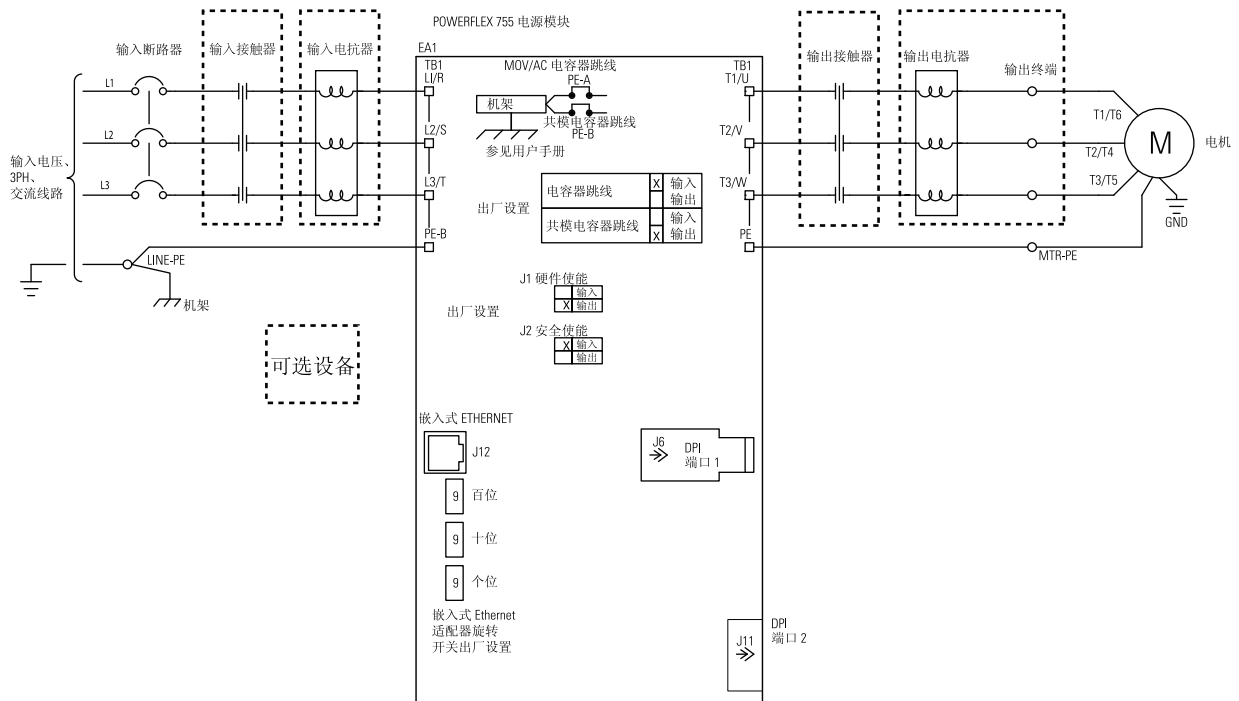 POWERFLEX 755 电源模块
输入断路器
输入接触器
输入电抗器
EA1
TB1
L1
L2
L3
输入电压、
3PH、
交流线路
LI/R
L2/S
L3/T
PE-B
LINE-PE
机架
可选设备
MOV/AC 电容器跳线
PE-A
机架
共模电容器跳线
PE-B
参见用户手册
出厂设置
电容器跳线 X 输入
输出
共模电容器跳线 输入
X 输出
J1 硬件使能
输入
X 输出
出厂设置
J2 安全使能
X 输入
输出
TB1
T1/U
T2/V
T3/W
PE
输出接触器
输出电抗器
输出终端
T1/T6
T2/T4
T3/T5
M
电机
GND
MTR-PE
嵌入式 ETHERNET
J12
9 百位
9 十位
9 个位
嵌入式 Ethernet
适配器旋转
开关出厂设置
J6
DPI
端口 1
J11
DPI
端口 2